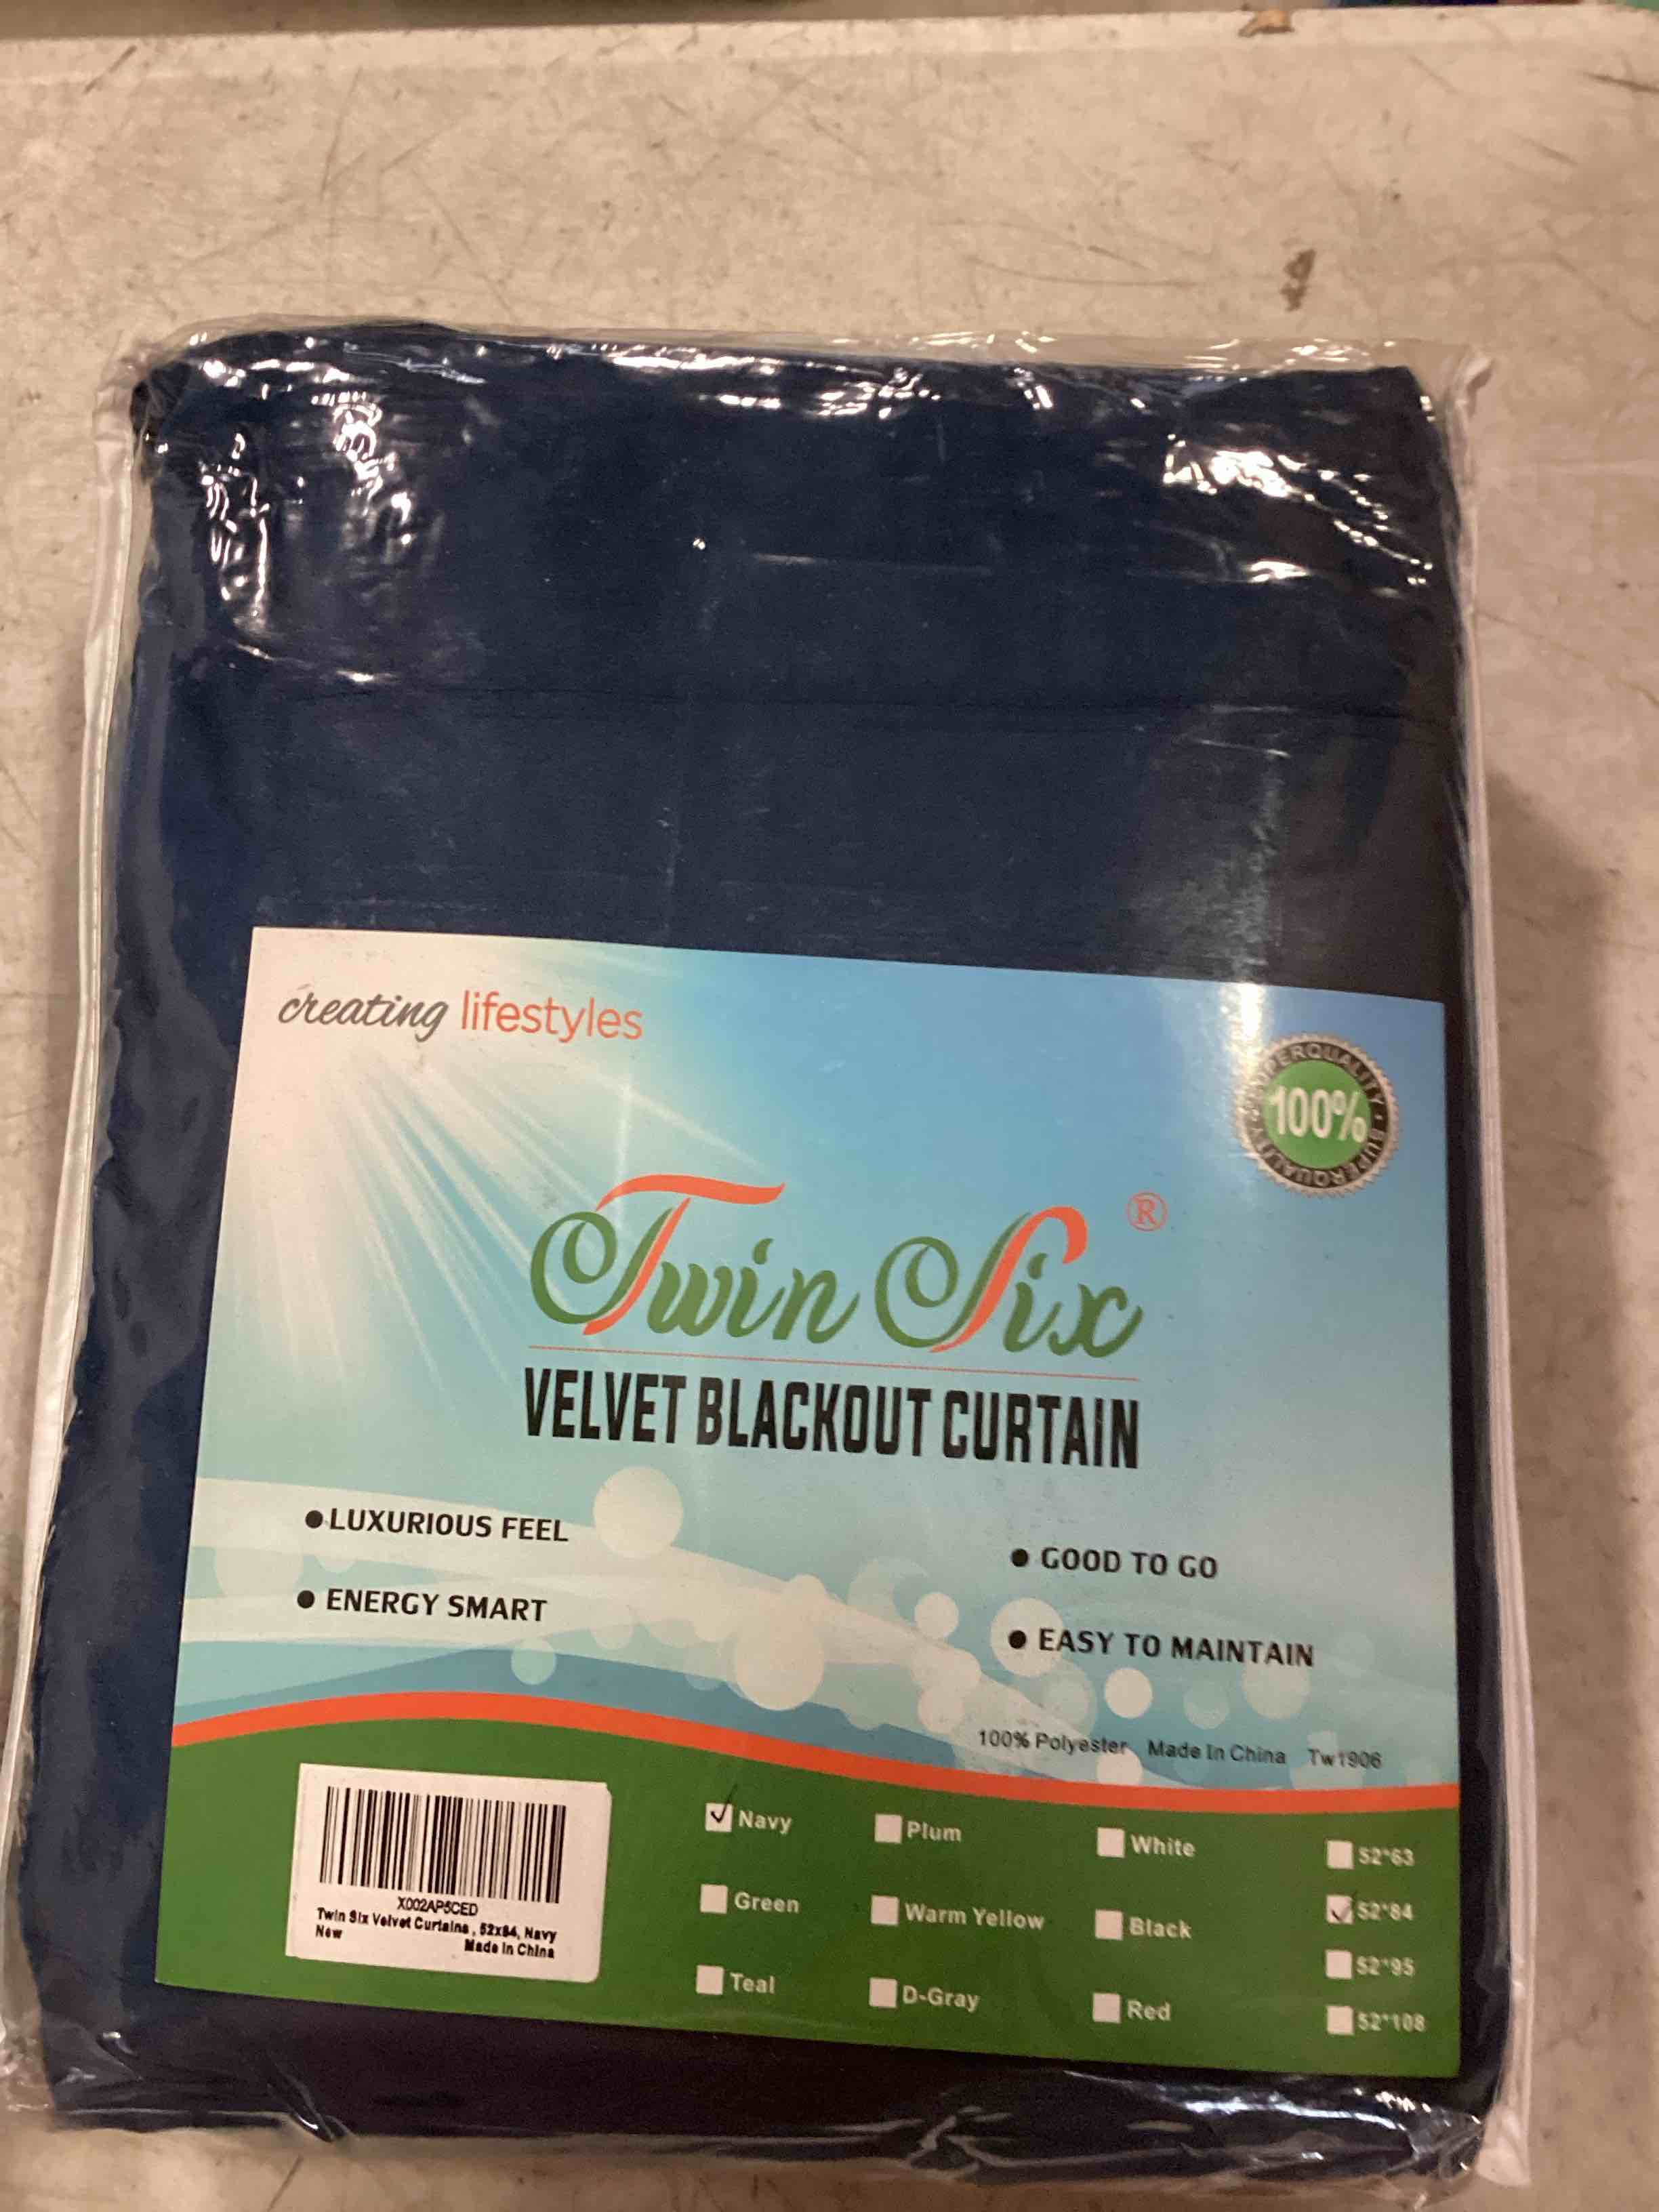 creating lifestyles
SUPERQUALITY · SUPERQUALITY
100%
Twin Six ®
VELVET BLACKOUT CURTAIN
● LUXURIOUS FEEL
● GOOD TO GO
● ENERGY SMART
● EASY TO MAINTAIN
100% Polyester Made In China Tw1906
Navy Plum White 52*63
Green Warm Yellow Black 52*84
Teal D-Gray Red 52*95
52*108
X002AP5CED
Twin Six Velvet Curtains , 52x84, Navy
New
Made In China